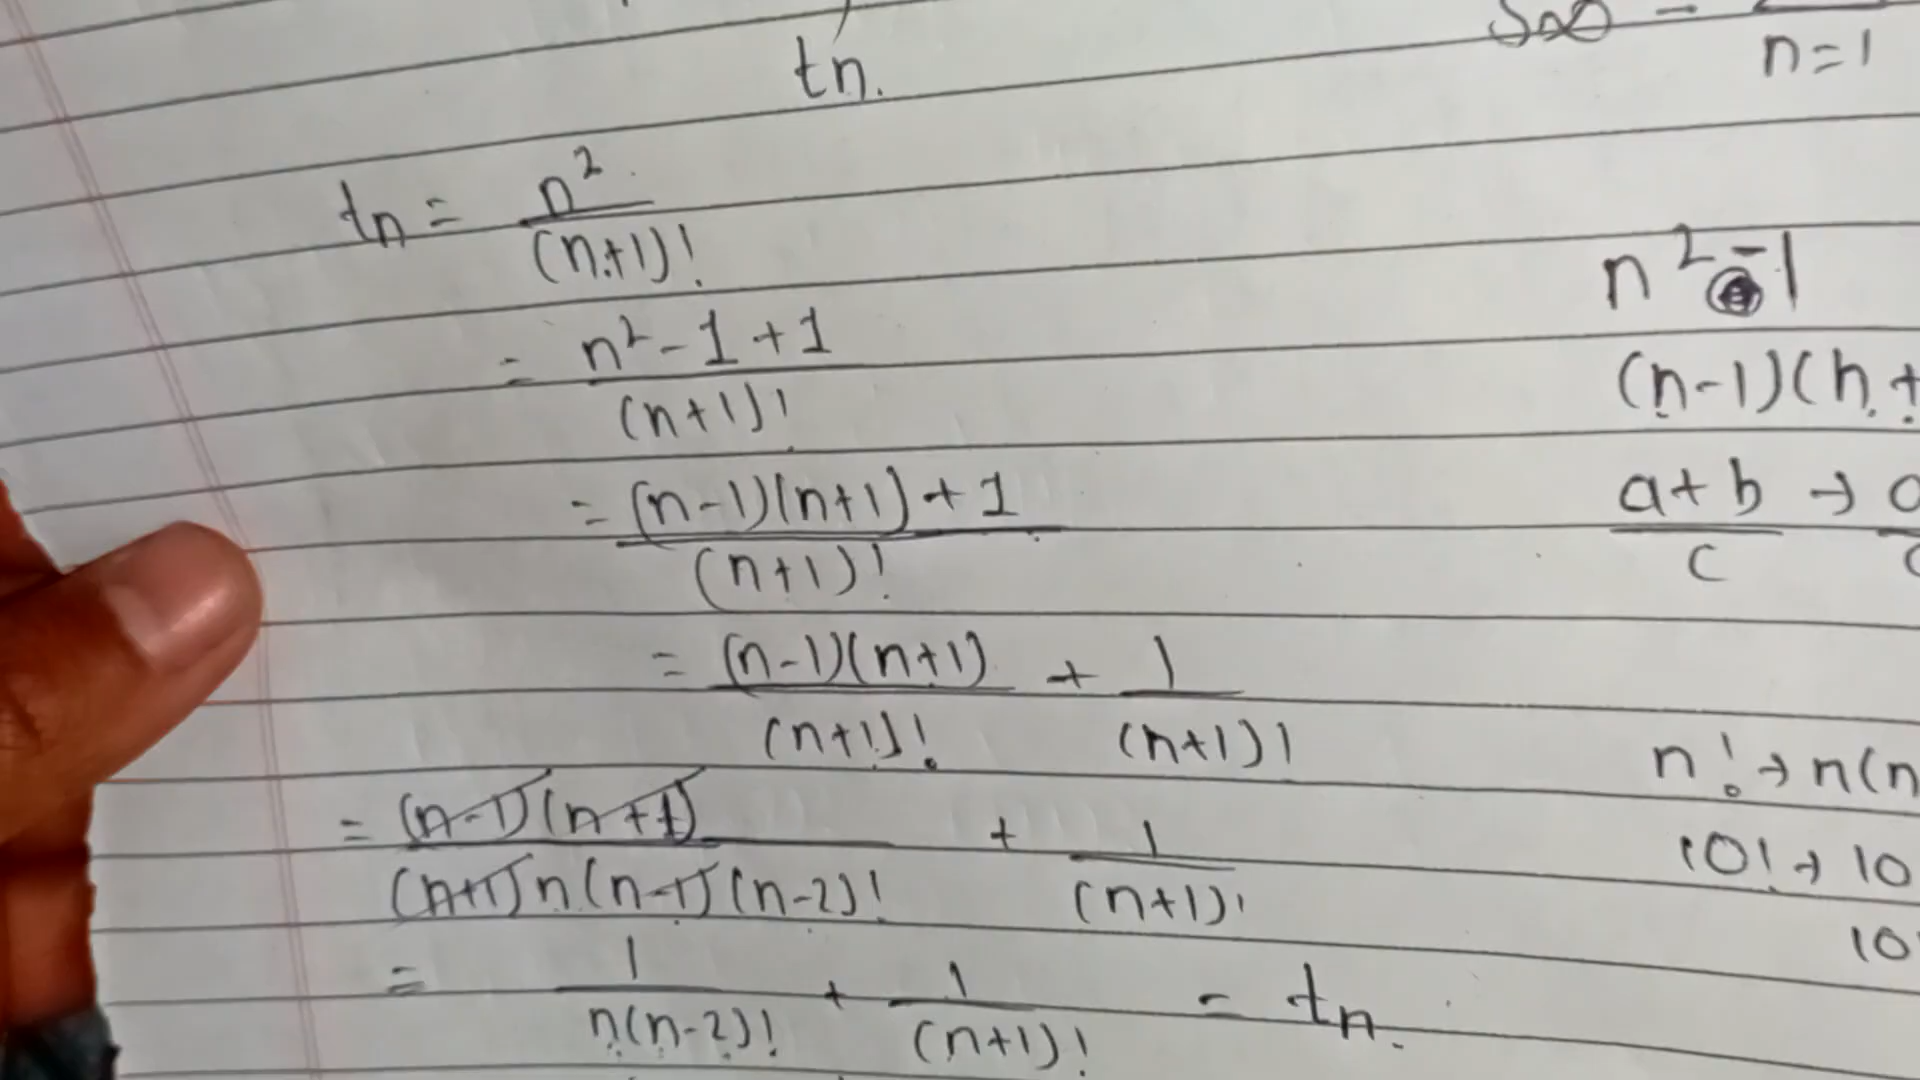 tn.
S∞ =
n=1
tn = n²/(n+1)!
= n²-1+1/(n+1)!
n²-1
(n-1)(n+
= (n-1)(n+1)+1/(n+1)!
a+b/c →
= (n-1)(n+1)/(n+1)! + 1/(n+1)!
n! → n(n
= (n-1)(n+1)/(n+1)n(n-1)(n-2)! + 1/(n+1)!
10! → 10
10
= 1/n(n-2)! + 1/(n+1)! = tn.